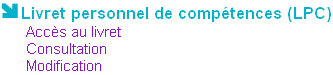 Livret personnel de compétences (LPC)
Accès au livret
Consultation
Modification